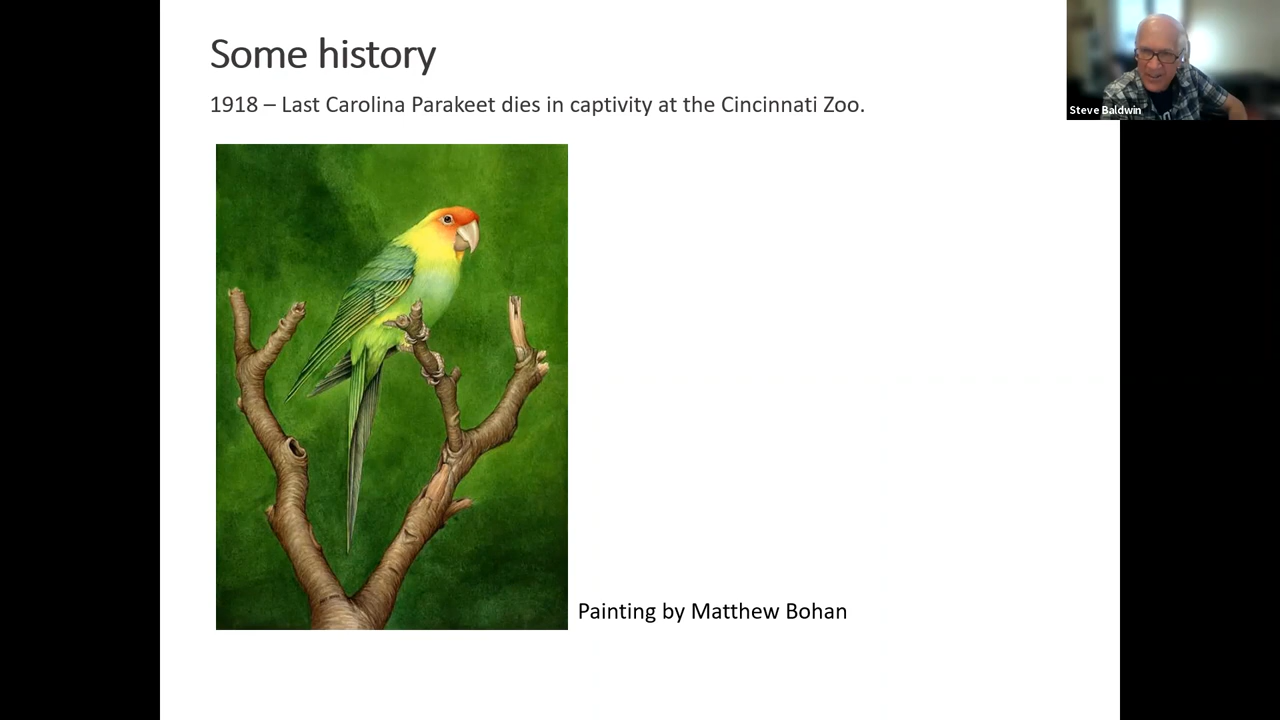 Some history
1918 – Last Carolina Parakeet dies in captivity at the Cincinnati Zoo.
Steve Baldwin
Painting by Matthew Bohan